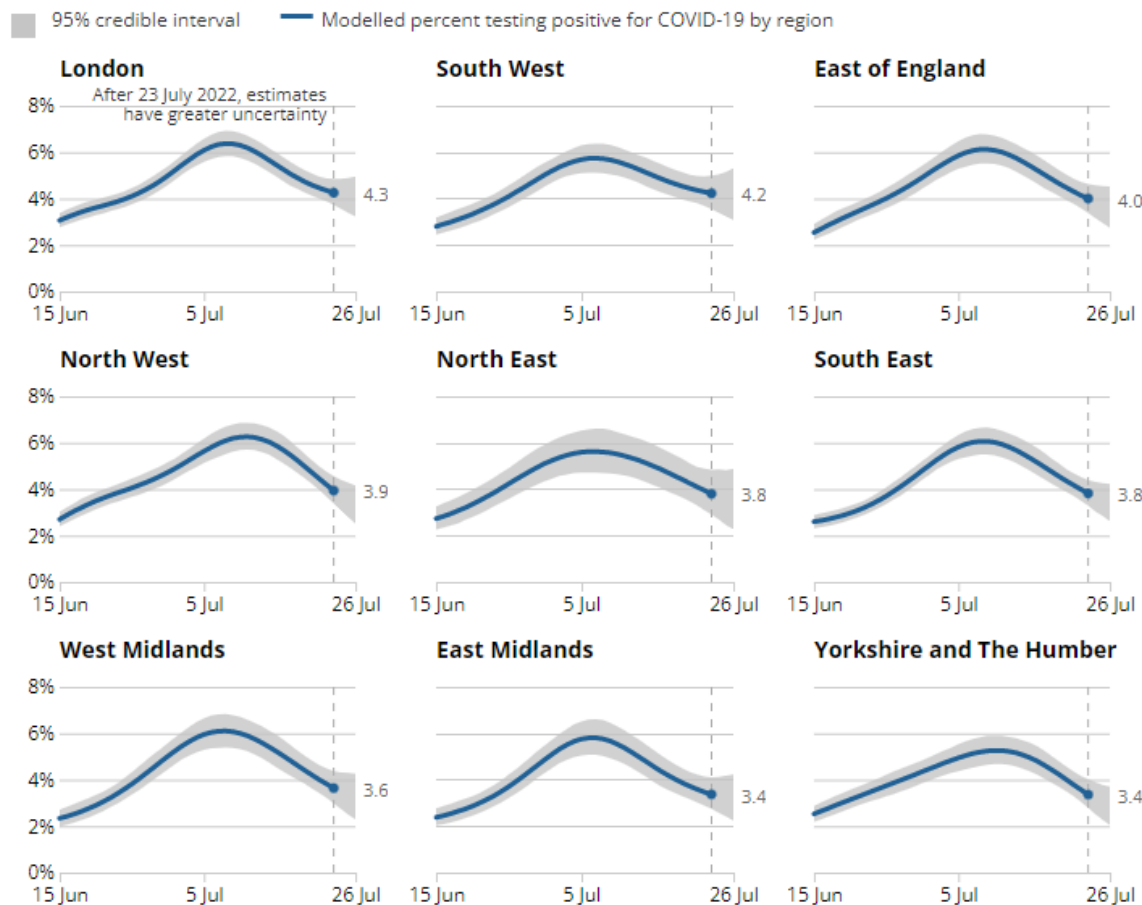 95% credible interval
Modelled percent testing positive for COVID-19 by region
London
South West
East of England
After 23 July 2022, estimates
have greater uncertainty
8%
6%
4%
2%
0%
4.3
4.2
4.0
15 Jun
5 Jul
26 Jul
15 Jun
5 Jul
26 Jul
15 Jun
5 Jul
26 Jul
North West
North East
South East
8%
6%
4%
2%
0%
3.9
3.8
3.8
15 Jun
5 Jul
26 Jul
15 Jun
5 Jul
26 Jul
15 Jun
5 Jul
26 Jul
West Midlands
East Midlands
Yorkshire and The Humber
8%
6%
4%
2%
0%
3.6
3.4
3.4
15 Jun
5 Jul
26 Jul
15 Jun
5 Jul
26 Jul
15 Jun
5 Jul
26 Jul